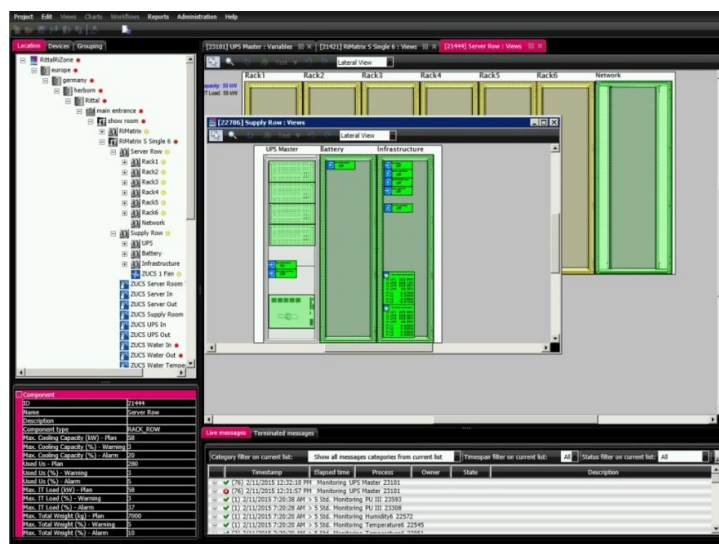 Project Edit Views Charts Workflows Reports Administration Help
Location Devices Grouping
[23101] UPS Master : Variables
[21421] RiMatrix S Single 6 : Views
[21444] Server Row : Views
Text
Lateral View
RittalRiZone
europe
germany
herborn
Rittal
main entrance
show room
RiMatrix
RiMatrix S Single 6
Server Row
Rack1
Rack2
Rack3
Rack4
Rack5
Rack6
Network
Supply Row
UPS
Battery
Infrastructure
ZUCS 1 Fan
ZUCS Server Room
ZUCS Server In
ZUCS Server Out
ZUCS Supply Room
ZUCS UPS In
ZUCS UPS Out
ZUCS Water In
ZUCS Water Out
ZUCS Water Tempe
Rack1 Rack2 Rack3 Rack4 Rack5 Rack6 Network
[22786] Supply Row : Views
Text
Lateral View
UPS Master Battery Infrastructure
Component
ID 21444
Name Server Row
Description
Component type RACK_ROW
Max. Cooling Capacity (kW) - Plan 58
Max. Cooling Capacity (%) - Warning 3
Max. Cooling Capacity (%) - Alarm 20
Used Us - Plan 280
Used Us (%) - Warning 3
Used Us (%) - Alarm 5
Max. IT Load (kW) - Plan 58
Max. IT Load (%) - Warning 3
Max. IT Load (%) - Alarm 37
Max. Total Weight (kg) - Plan 7000
Max. Total Weight (%) - Warning 5
Max. Total Weight (%) - Alarm 10
Live messages Terminated messages
Category filter on current list: Show all messages categories from current list Timespan filter on current list: All Status filter on current list: All
Timestamp Elapsed time Process Owner State Description
(76) 2/11/2015 12:32:18 PM Monitoring UPS Master 23101
(76) 2/11/2015 12:31:57 PM Monitoring UPS Master 23101
(1) 2/11/2015 7:20:38 AM > 5 Std. Monitoring PU III 23593
(1) 2/11/2015 7:20:28 AM > 5 Std. Monitoring PU III 23308
(1) 2/11/2015 7:20:20 AM > 5 Std. Monitoring Humidity6 22572
(1) 2/11/2015 7:20:20 AM > 5 Std. Monitoring Temperature6 22545